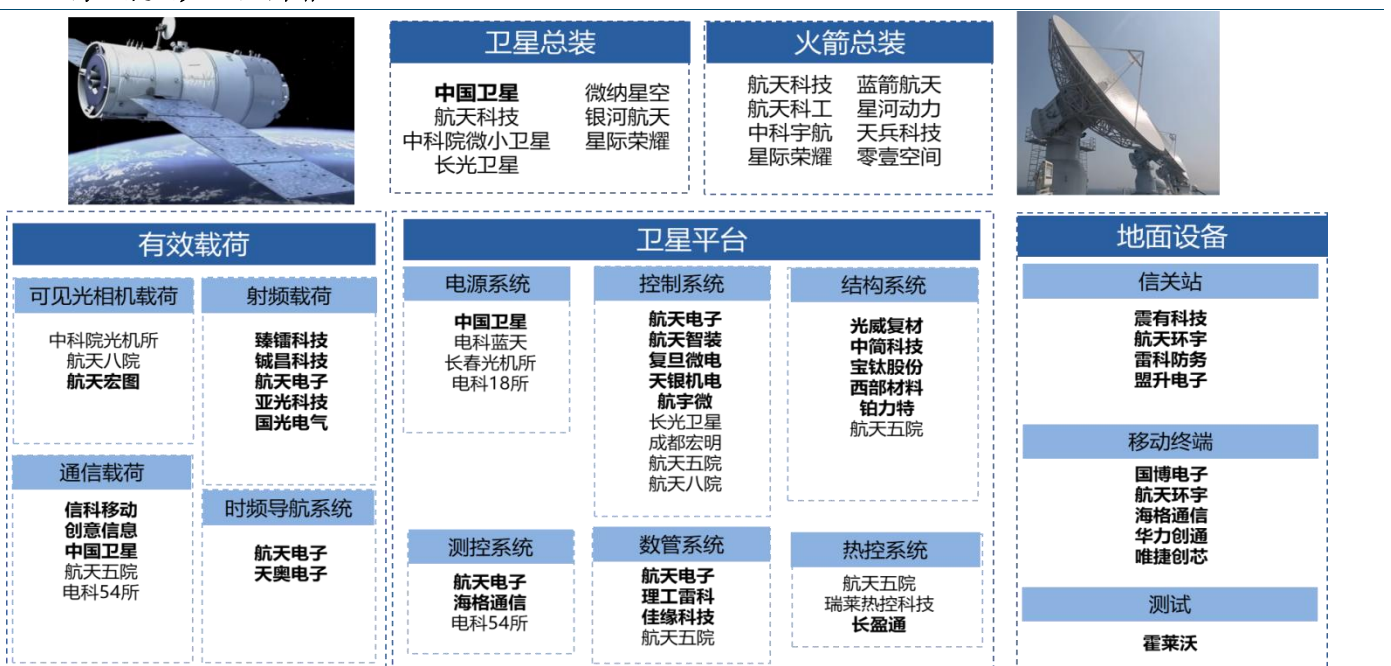 卫星总装
中国卫星
航天科技
中科院微小卫星
长光卫星
微纳星空
银河航天
星际荣耀
火箭总装
航天科技
航天科工
中科宇航
星际荣耀
蓝箭航天
星河动力
天兵科技
零壹空间
有效载荷
可见光相机载荷
中科院光机所
航天八院
航天宏图
射频载荷
臻镭科技
铖昌科技
航天电子
亚光科技
国光电气
通信载荷
信科移动
创意信息
中国卫星
航天五院
电科54所
时频导航系统
航天电子
天奥电子
卫星平台
电源系统
中国卫星
电科蓝天
长春光机所
电科18所
控制系统
航天电子
航天智装
复旦微电
天银机电
航宇微
长光卫星
成都宏明
航天五院
航天八院
结构系统
光威复材
中简科技
宝钛股份
西部材料
铂力特
航天五院
测控系统
航天电子
海格通信
电科54所
数管系统
航天电子
理工雷科
佳缘科技
航天五院
热控系统
航天五院
瑞莱热控科技
长盈通
地面设备
信关站
震有科技
航天环宇
雷科防务
盟升电子
移动终端
国博电子
航天环宇
海格通信
华力创通
唯捷创芯
测试
霍莱沃